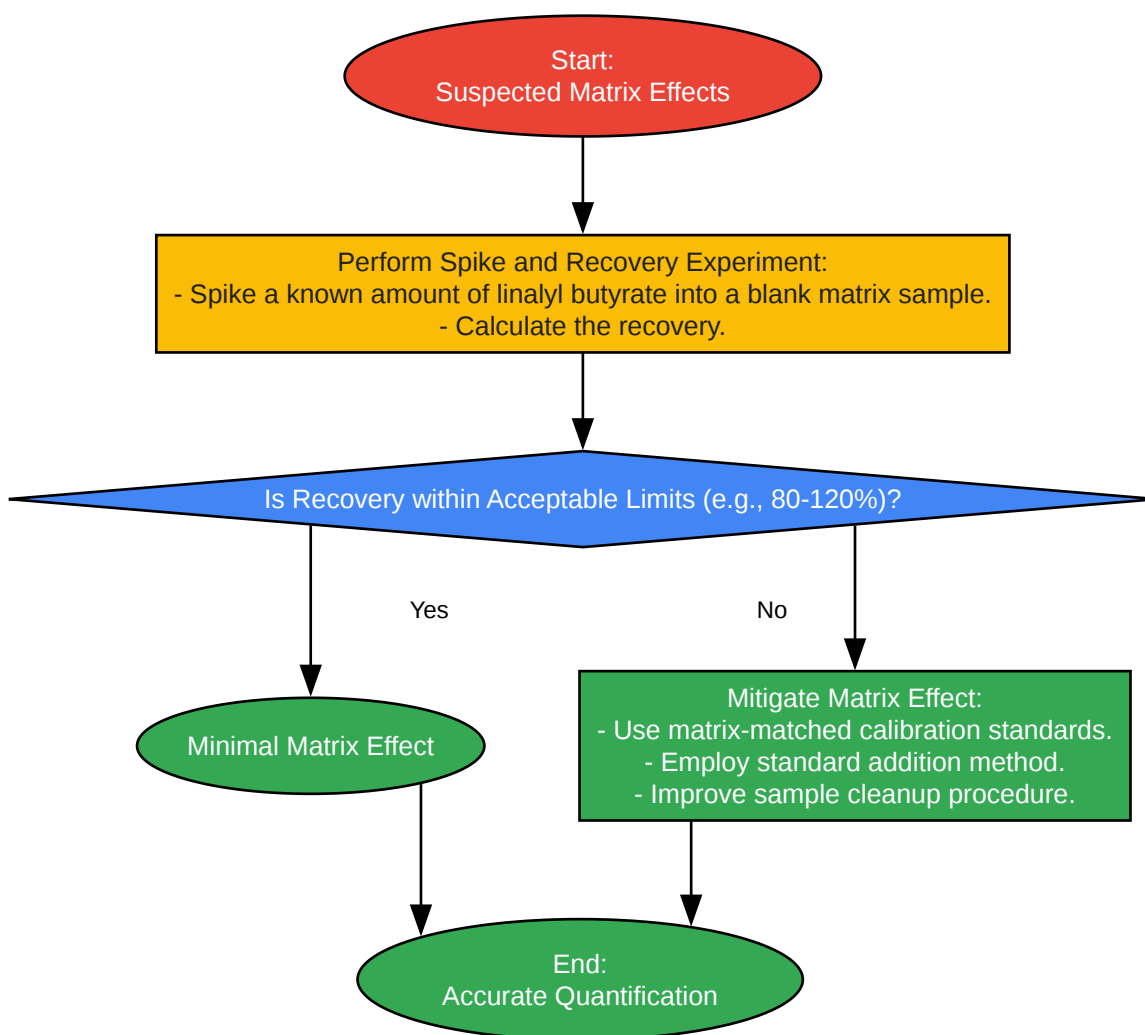 Start:
Suspected Matrix Effects
Perform Spike and Recovery Experiment:
- Spike a known amount of linalyl butyrate into a blank matrix sample.
- Calculate the recovery.
Is Recovery within Acceptable Limits (e.g., 80-120%)?
Yes
No
Minimal Matrix Effect
Mitigate Matrix Effect:
- Use matrix-matched calibration standards.
- Employ standard addition method.
- Improve sample cleanup procedure.
End:
Accurate Quantification